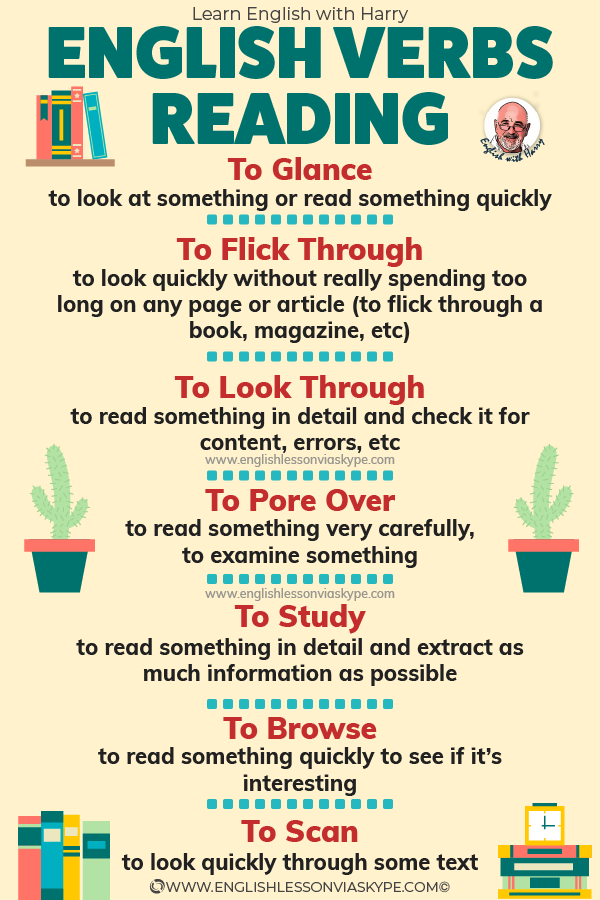 Learn English with Harry
ENGLISH VERBS
READING
English with Harry
To Glance
to look at something or read something quickly
To Flick Through
to look quickly without really spending too
long on any page or article (to flick through a
book, magazine, etc)
To Look Through
to read something in detail and check it for
content, errors, etc
www.englishlessonviaskype.com
To Pore Over
to read something very carefully,
to examine something
www.englishlessonviaskype.com
To Study
to read something in detail and extract as
much information as possible
To Browse
to read something quickly to see if it's
interesting
To Scan
to look quickly through some text
WWW.ENGLISHLESSONVIASKYPE.COM©